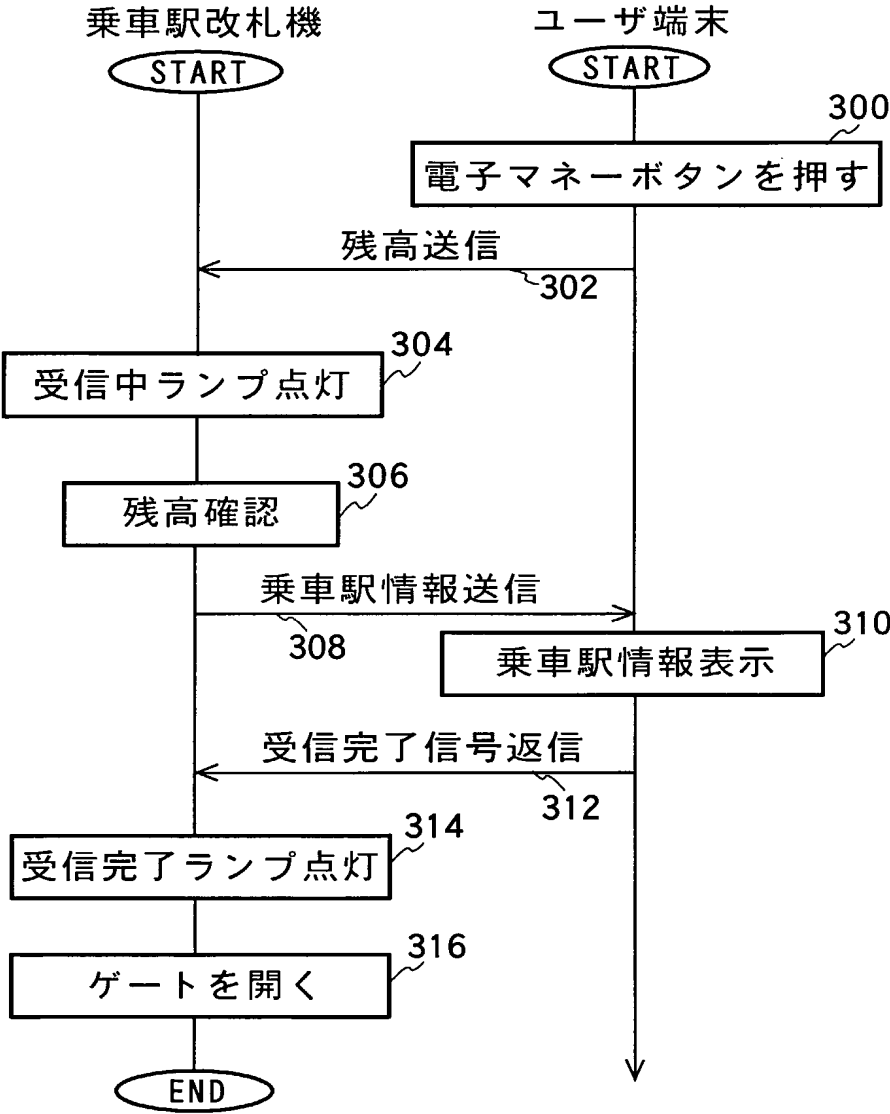 乗車駅改札機
ユーザ端末
START
START
300
電子マネーボタンを押す
残高送信
302
304
受信中ランプ点灯
306
残高確認
乗車駅情報送信
308
310
乗車駅情報表示
受信完了信号返信
312
314
受信完了ランプ点灯
316
ゲートを開く
END